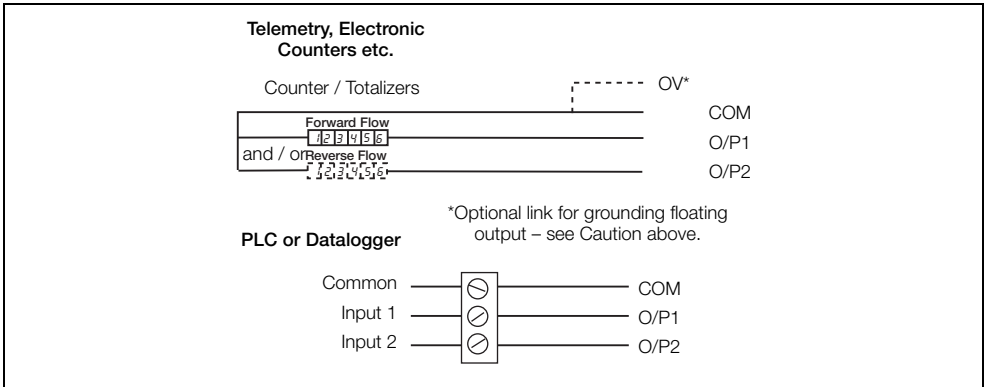 Telemetry, Electronic
Counters etc.
Counter / Totalizers
OV*
COM
Forward Flow
123456
O/P1
and / or
Reverse Flow
123456
O/P2
*Optional link for grounding floating
output – see Caution above.
PLC or Datalogger
Common
COM
Input 1
O/P1
Input 2
O/P2